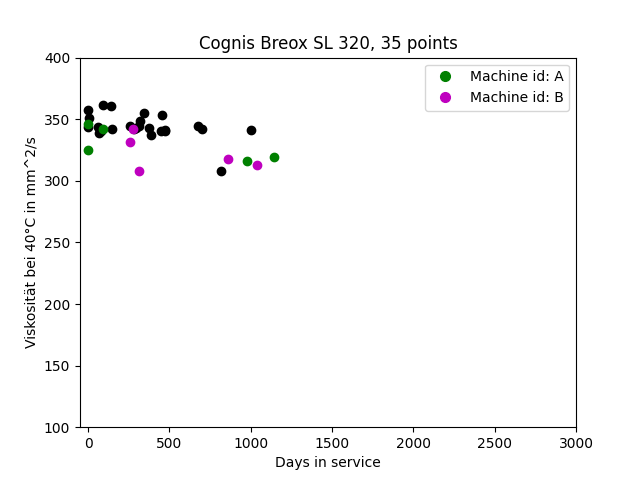 Cognis Breox SL 320, 35 points
Machine id: A
Machine id: B
Viskosität bei 40°C in mm^2/s
400
350
300
250
200
150
100
0 500 1000 1500 2000 2500 3000
Days in service